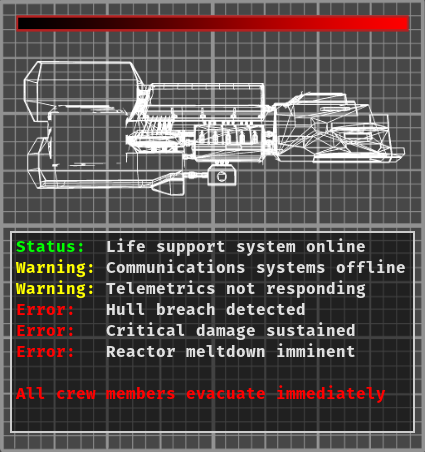 Status: Life support system online
Warning: Communications systems offline
Warning: Telemetrics not responding
Error: Hull breach detected
Error: Critical damage sustained
Error: Reactor meltdown imminent
All crew members evacuate immediately